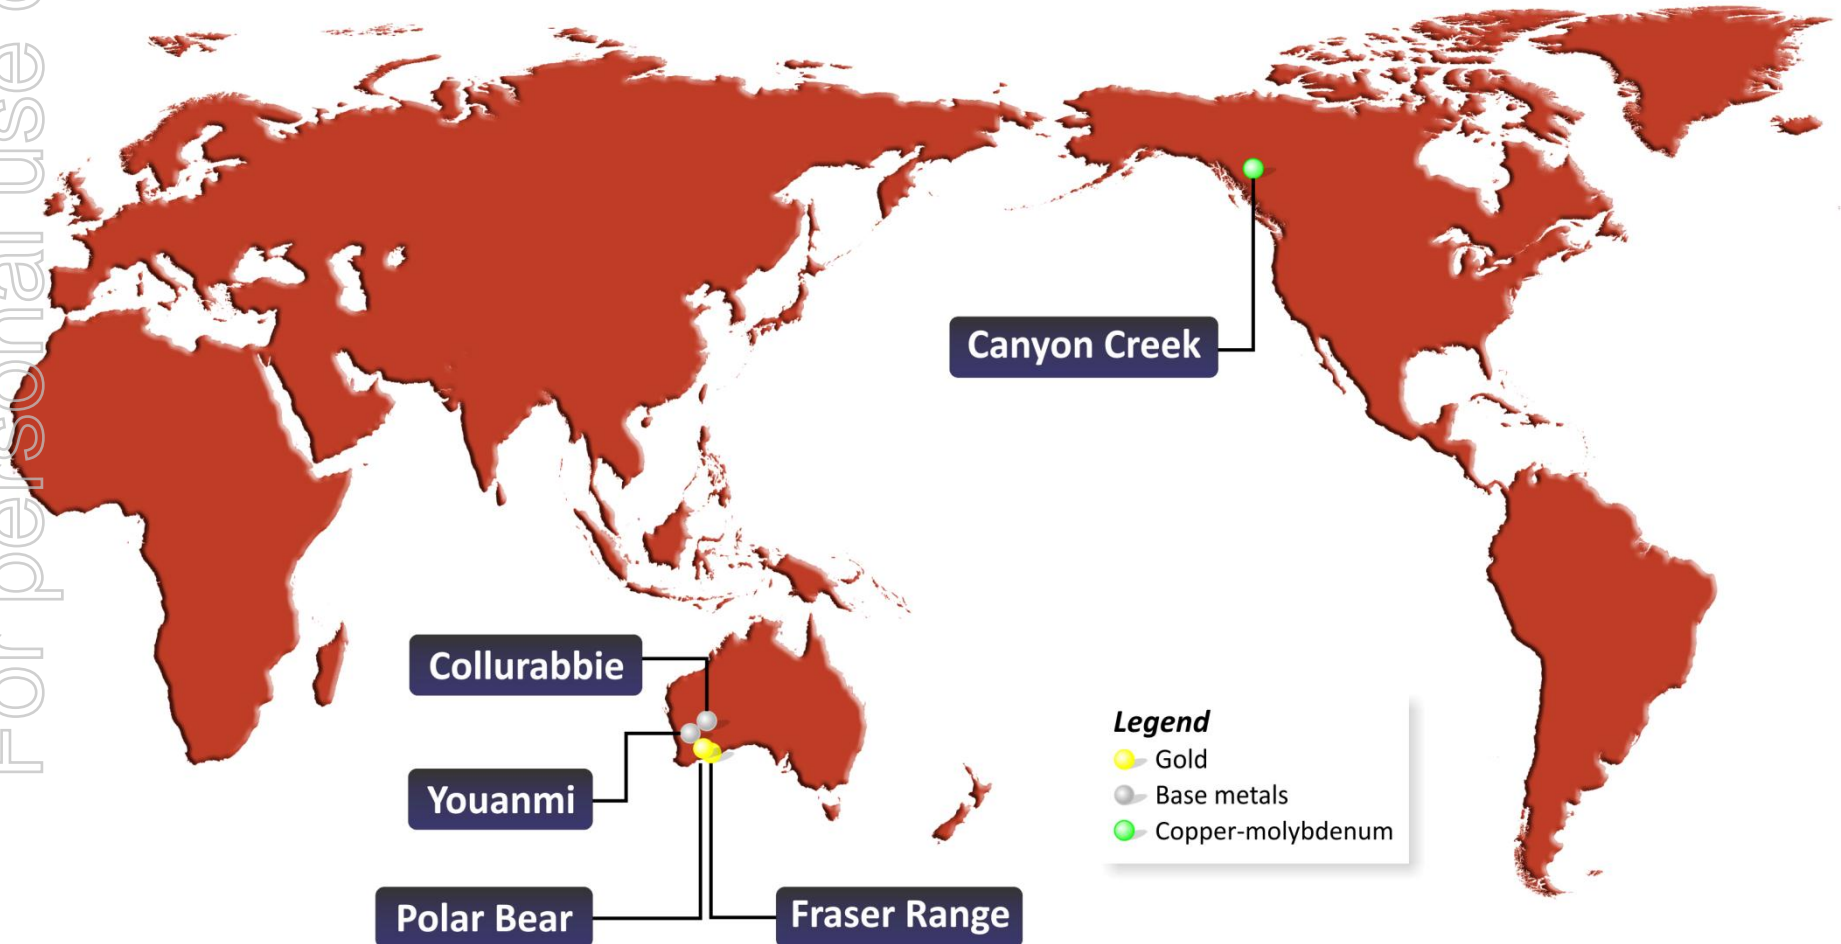 For personal use
Canyon Creek
Collurabbie
Youanmi
Polar Bear
Fraser Range
Legend
Gold
Base metals
Copper-molybdenum